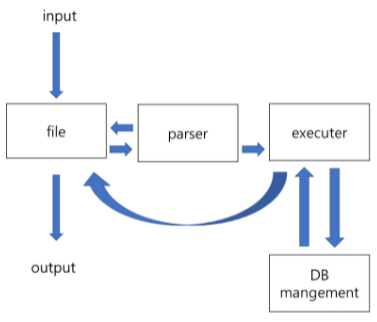 input
file
parser
executer
output
DB
mangement